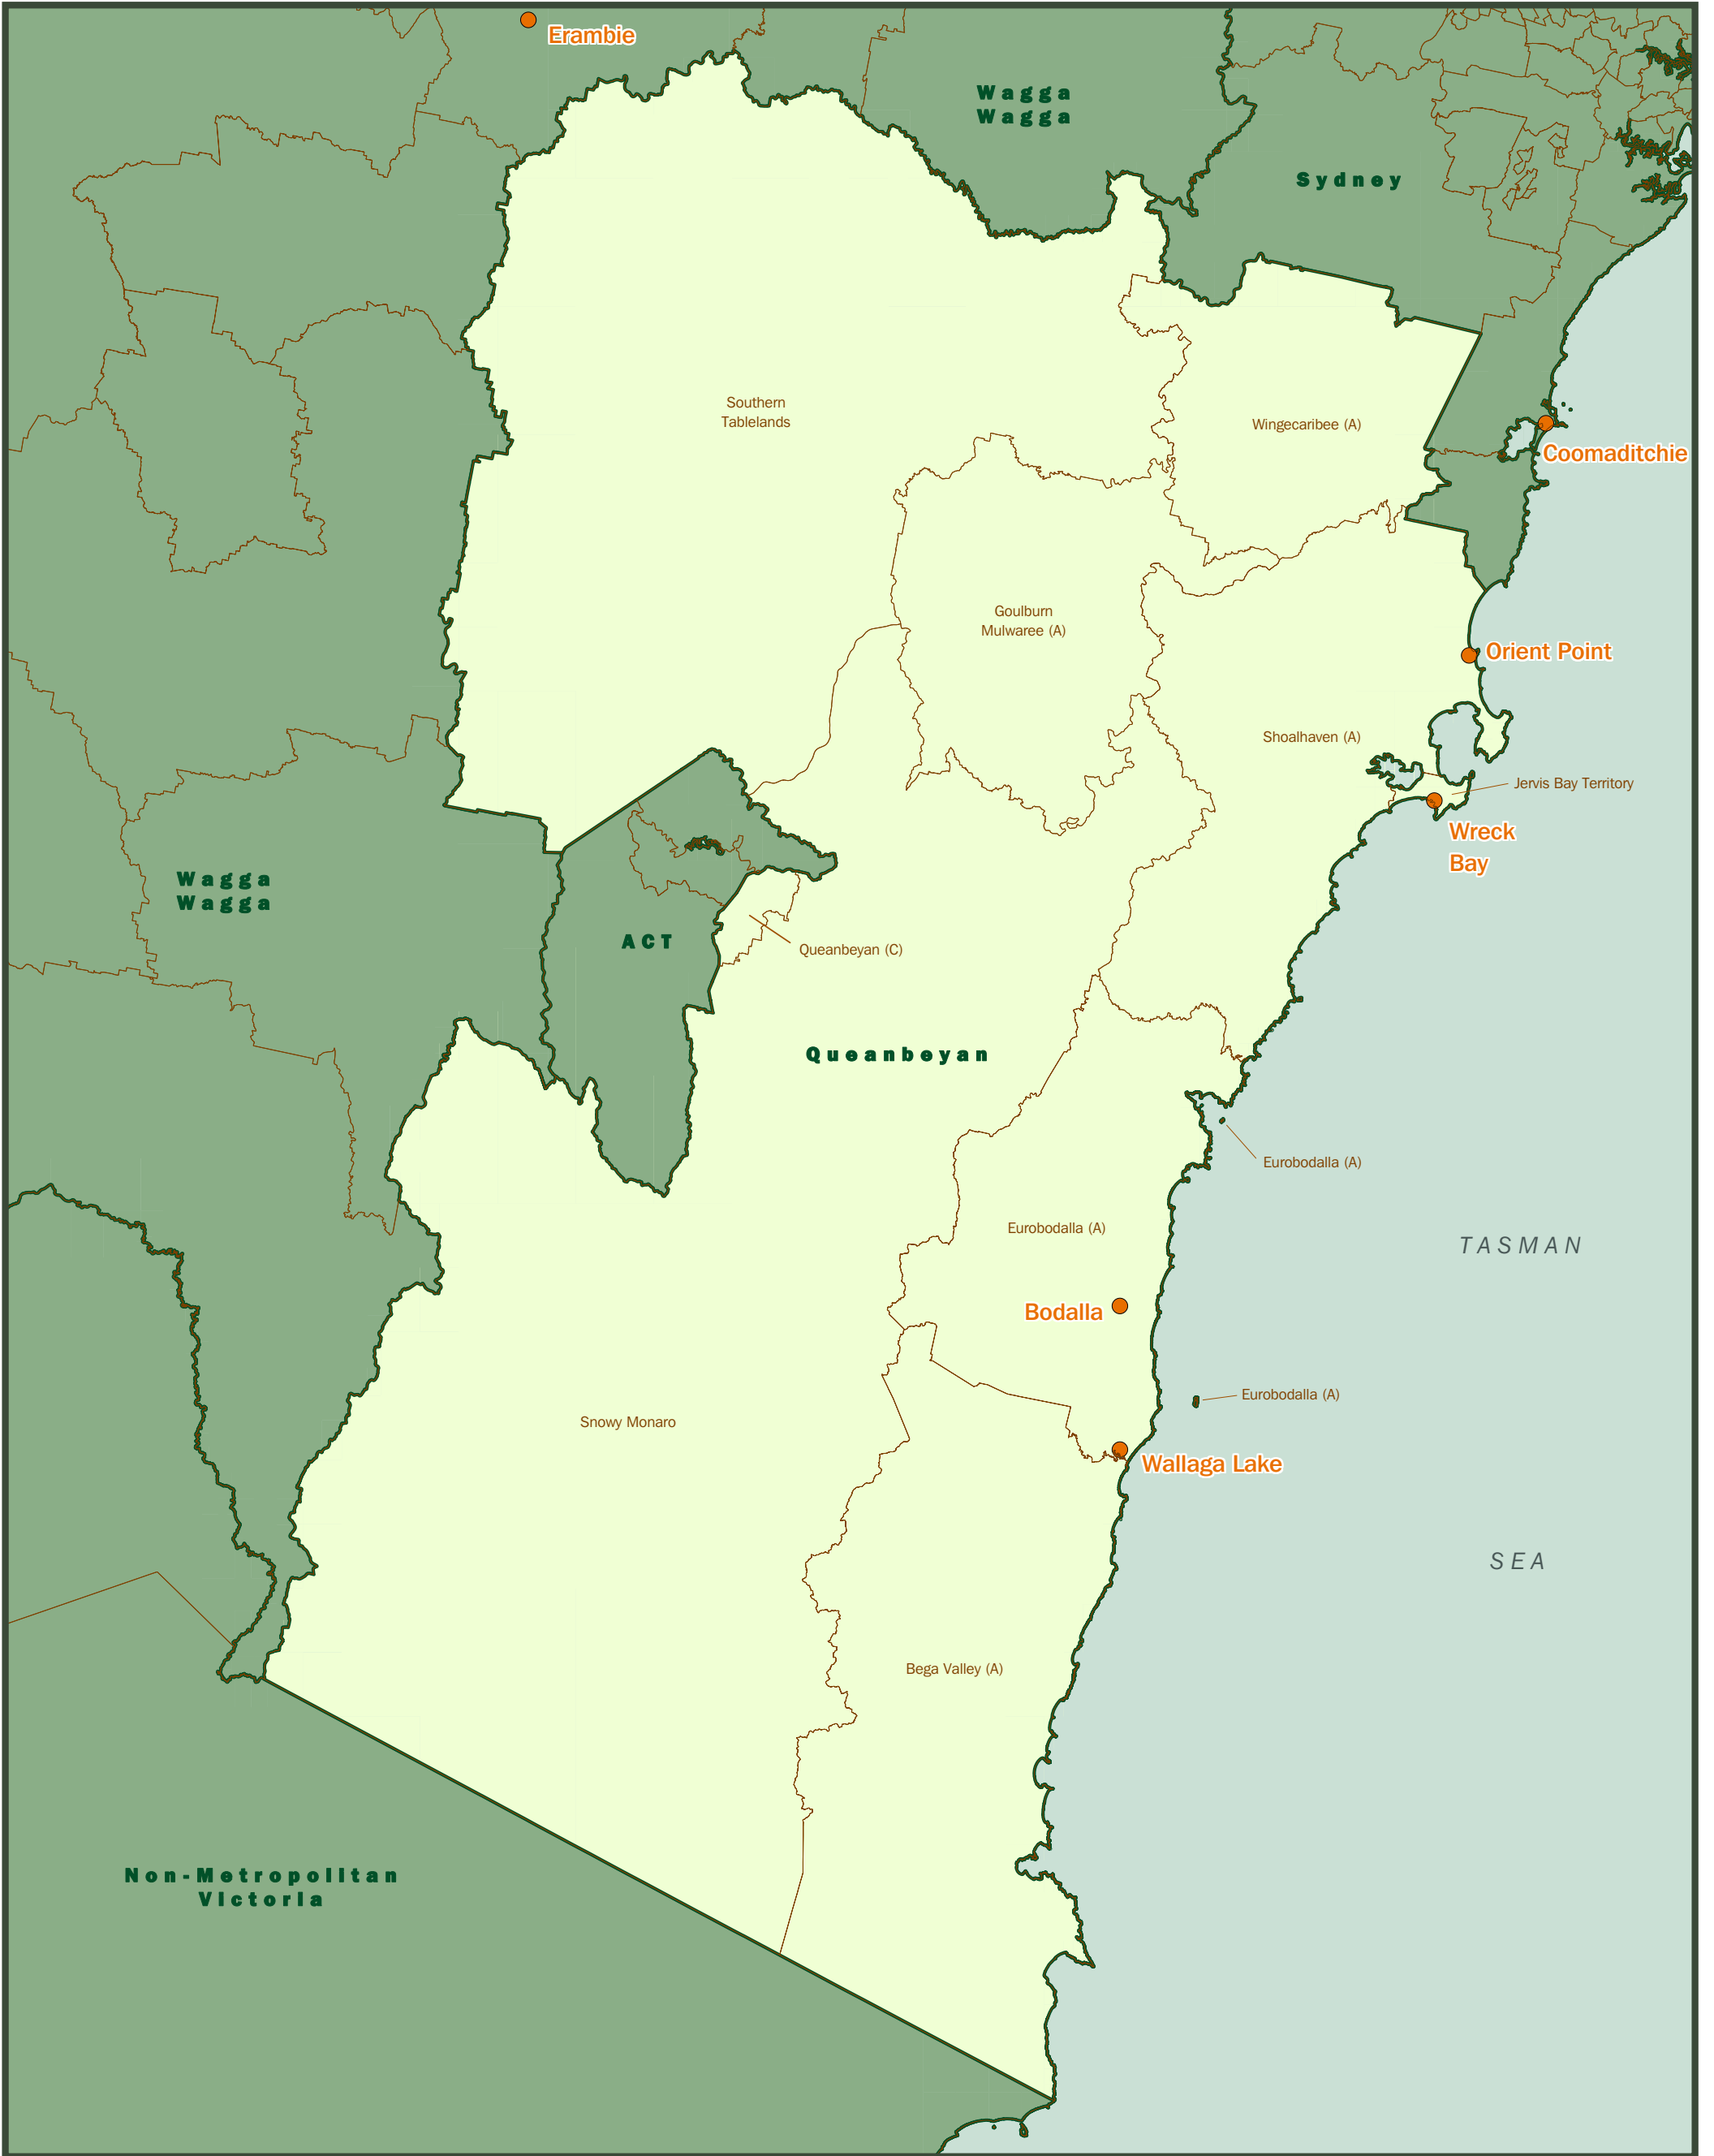 Erambie
Wagga
Wagga
Sydney
Southern
Tablelands
Wingecaribee (A)
Coomaditchie
Goulburn
Mulwaree (A)
Orient Point
Shoalhaven (A)
Jervis Bay Territory
Wreck
Bay
Wagga
Wagga
ACT
Queanbeyan (C)
Queanbeyan
Eurobodalla (A)
Eurobodalla (A)
TASMAN
Bodalla
Eurobodalla (A)
Snowy Monaro
Wallaga Lake
SEA
Bega Valley (A)
Non-Metropolitan
Victoria